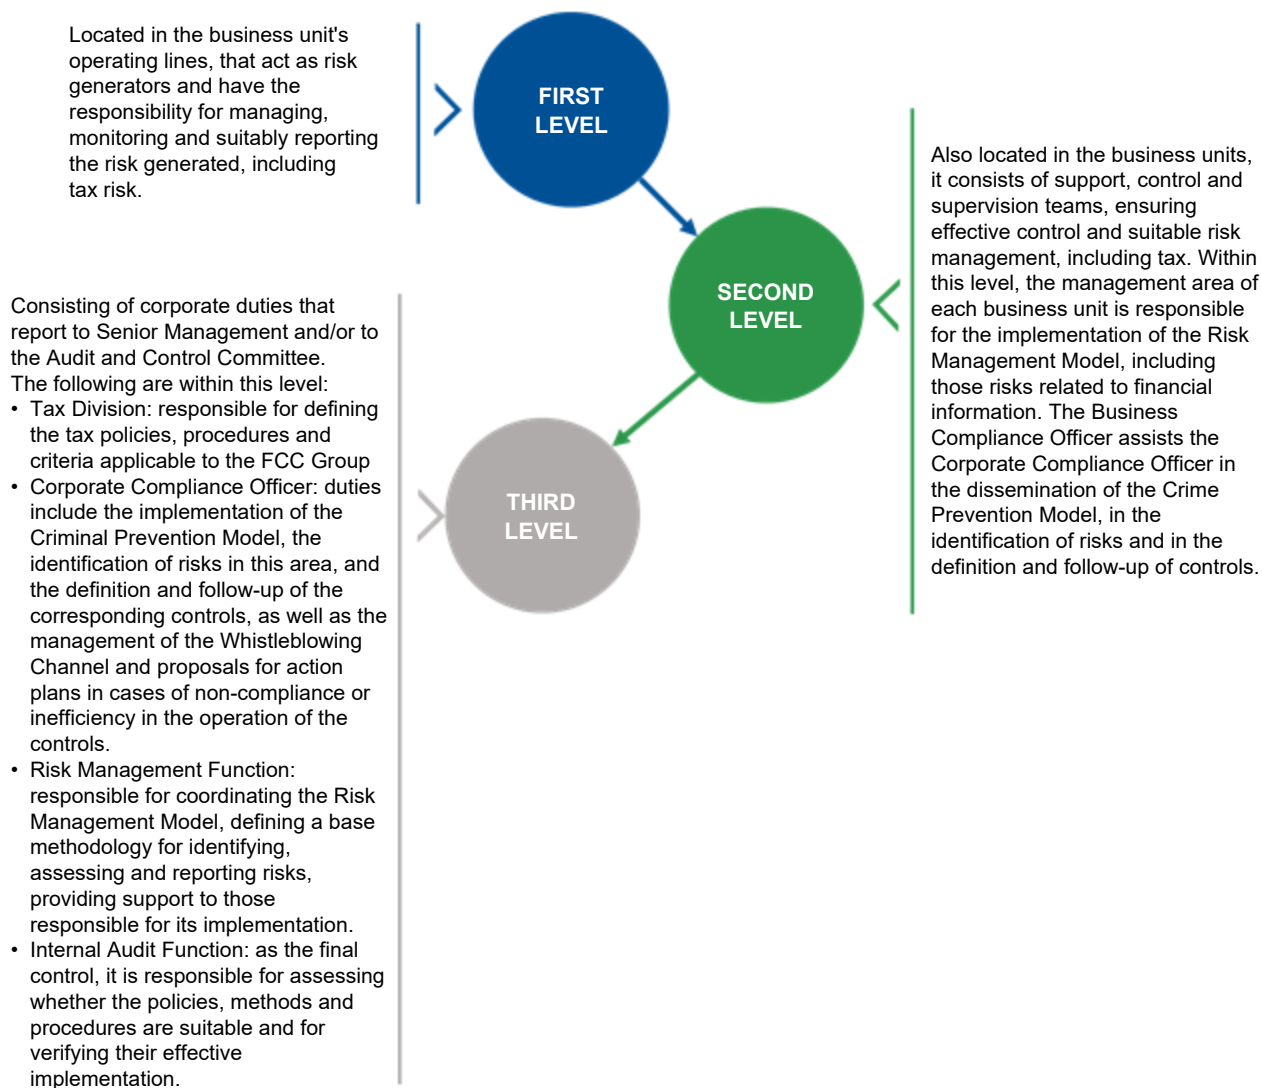 Located in the business unit's
operating lines, that act as risk
generators and have the
responsibility for managing,
monitoring and suitably reporting
the risk generated, including
tax risk.
FIRST
LEVEL
Also located in the business units,
it consists of support, control and
supervision teams, ensuring
effective control and suitable risk
management, including tax. Within
this level, the management area of
each business unit is responsible
for the implementation of the Risk
Management Model, including
those risks related to financial
information. The Business
Compliance Officer assists the
Corporate Compliance Officer in
the dissemination of the Crime
Prevention Model, in the
identification of risks and in the
definition and follow-up of controls.
SECOND
LEVEL
Consisting of corporate duties that
report to Senior Management and/or to
the Audit and Control Committee.
The following are within this level:
• Tax Division: responsible for defining
the tax policies, procedures and
criteria applicable to the FCC Group
• Corporate Compliance Officer: duties
include the implementation of the
Criminal Prevention Model, the
identification of risks in this area, and
the definition and follow-up of the
corresponding controls, as well as the
management of the Whistleblowing
Channel and proposals for action
plans in cases of non-compliance or
inefficiency in the operation of the
controls.
• Risk Management Function:
responsible for coordinating the Risk
Management Model, defining a base
methodology for identifying,
assessing and reporting risks,
providing support to those
responsible for its implementation.
• Internal Audit Function: as the final
control, it is responsible for assessing
whether the policies, methods and
procedures are suitable and for
verifying their effective
implementation.
THIRD
LEVEL